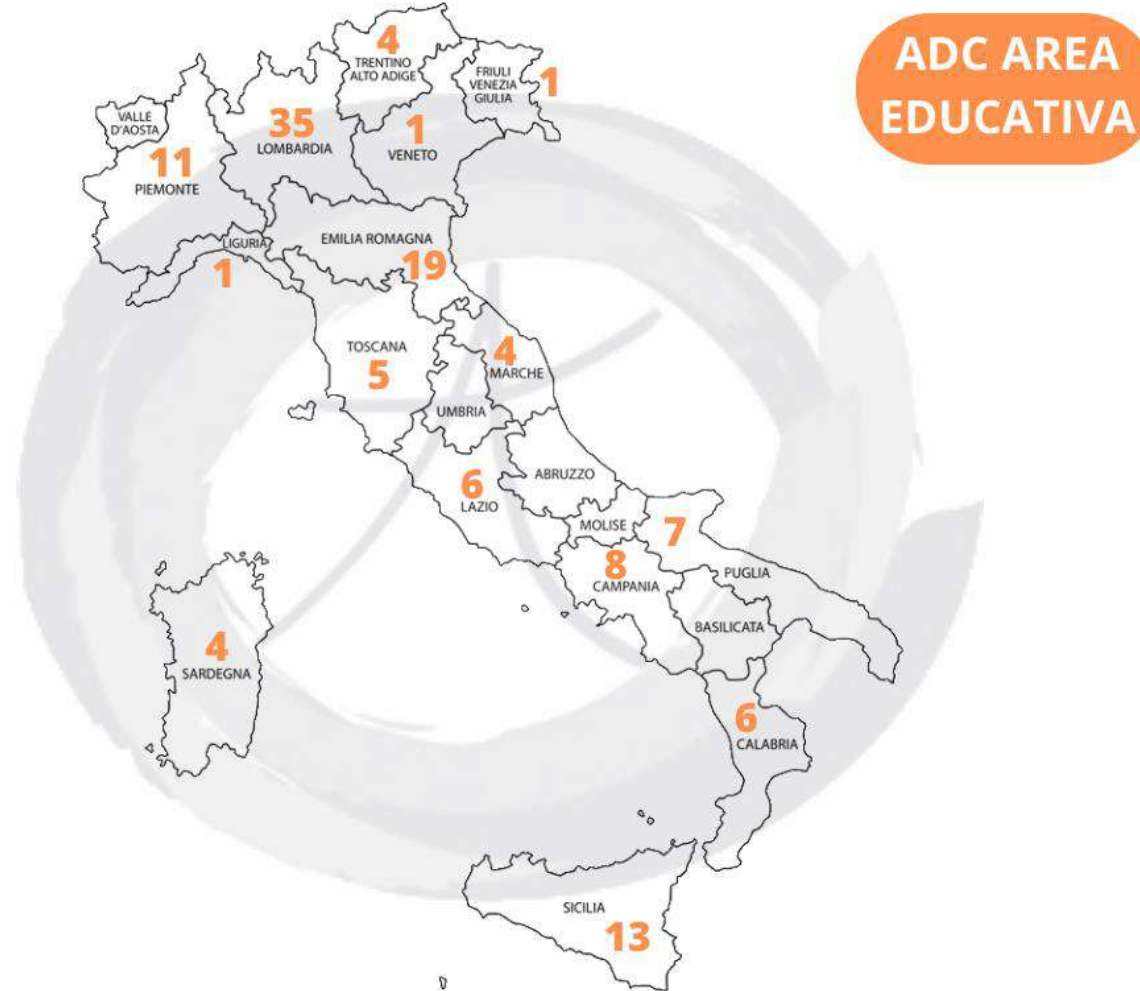 ADC AREA
EDUCATIVA
4
TRENTINO
ALTO ADIGE
FRIULI
VENEZIA
GIULIA
1
VALLE
D'AOSTA
35
LOMBARDIA
1
VENETO
11
PIEMONTE
LIGURIA
1
EMILIA ROMAGNA
19
TOSCANA
5
4
MARCHE
UMBRIA
6
LAZIO
ABRUZZO
MOLISE
7
PUGLIA
8
CAMPANIA
BASILICATA
4
SARDEGNA
6
CALABRIA
SICILIA
13